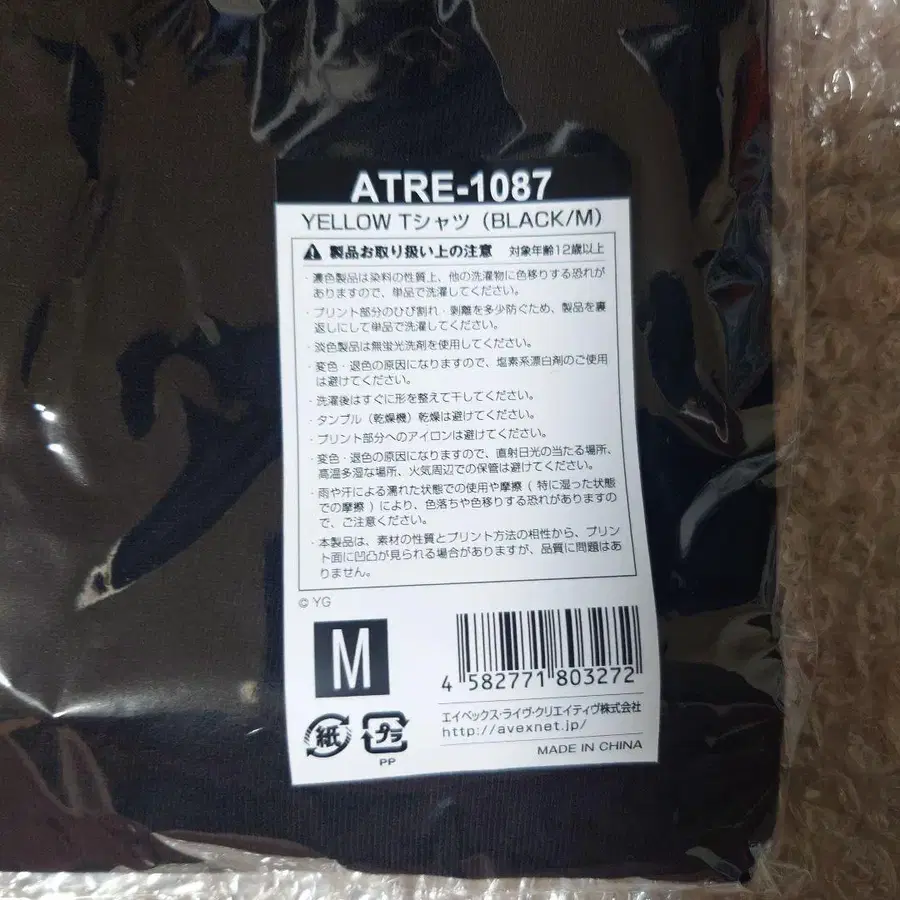 ATRE-1087
YELLOW Tシャツ（BLACK/M）
製品お取り扱い上の注意 対象年齢12歳以上
・濃色製品は染料の性質上、他の洗濯物に色移りする恐れが
ありますので、単品で洗濯してください。
・プリント部分のひび割れ・剥離を多少防ぐため、製品を裏
返しにして単品で洗濯してください。
・淡色製品は無蛍光洗剤を使用してください。
・変色・退色の原因になりますので、塩素系漂白剤のご使用
は避けてください。
・洗濯後はすぐに形を整えて干してください。
・タンブル（乾燥機）乾燥は避けてください。
・プリント部分へのアイロンは避けてください。
・変色・退色の原因になりますので、直射日光の当たる場所、
高温多湿な場所、火気周辺での保管は避けてください。
・雨や汗による濡れた状態での使用や摩擦（特に湿った状態
での摩擦）により、色落ちや色移りする恐れがありますの
で、ご注意ください。
・本製品は、素材の性質とプリント方法の相性から、プリン
ト面に凹凸が見られる場合がありますが、品質に問題はあ
りません。
© YG
M
4 582771 803272
エイベックス・ライヴ・クリエイティヴ株式会社
http://avexnet.jp/
紙 プラ
PP
MADE IN CHINA